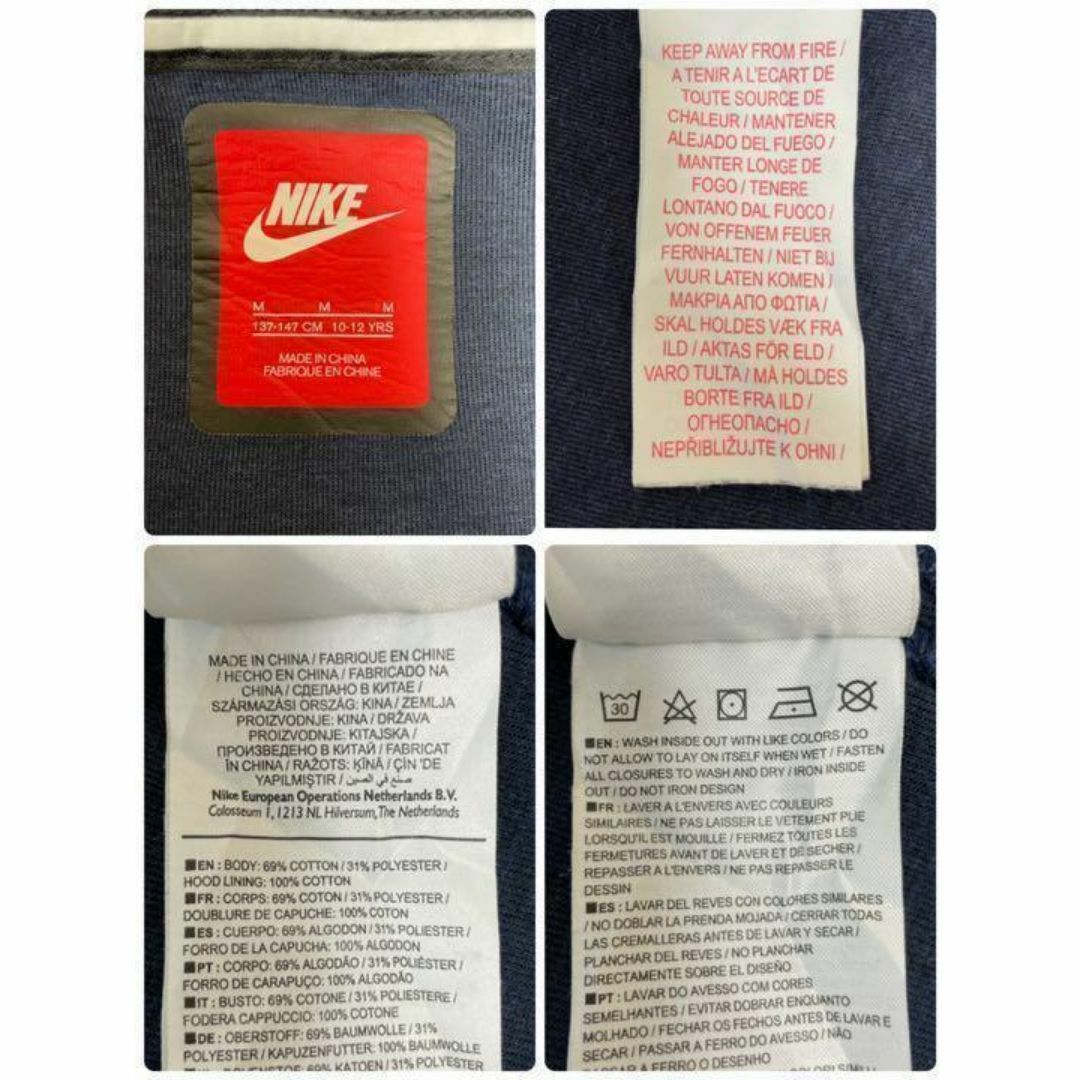 NIKE
M M M
137-147 CM 10-12 YRS
MADE IN CHINA
FABRIQUE EN CHINE
KEEP AWAY FROM FIRE /
A TENIR A L'ECART DE
TOUTE SOURCE DE
CHALEUR / MANTENER
ALEJADO DEL FUEGO /
MANTER LONGE DE
FOGO / TENERE
LONTANO DAL FUOCO /
VON OFFENEM FEUER
FERNHALTEN / NIET BIJ
VUUR LATEN KOMEN /
ΜΑΚΡΙΑ ΑΠΟ ΦΩΤΙΑ /
SKAL HOLDES VÆK FRA
ILD / AKTAS FÖR ELD /
VARO TULTA / MÅ HOLDES
BORTE FRA ILD /
ОГНЕОПАСНО /
NEPŘIBLIŽUJTE K OHNI /
MADE IN CHINA / FABRIQUE EN CHINE
/ HECHO EN CHINA / FABRICADO NA
CHINA / СДЕЛАНО В КИТАЕ /
SZÁRMAZÁSI ORSZÁG: KINA / ZEMLJA
PROIZVODNJE: KINA / DRŽAVA
PROIZVODNJE: KITAJSKA /
ПРОИЗВЕДЕНО В КИТАЙ / FABRICAT
ÎN CHINA / RAŽOTS: ĶĪNĀ / ÇİN 'DE
YAPILMIŞTIR / صنع في الصين
Nike European Operations Netherlands B.V.
Colosseum 1, 1213 NL Hilversum, The Netherlands
EN : BODY: 69% COTTON / 31% POLYESTER /
HOOD LINING: 100% COTTON
FR : CORPS: 69% COTON / 31% POLYESTER /
DOUBLURE DE CAPUCHE: 100% COTON
ES : CUERPO: 69% ALGODON / 31% POLIESTER /
FORRO DE LA CAPUCHA: 100% ALGODON
PT : CORPO: 69% ALGODÃO / 31% POLIÉSTER /
FORRO DE CARAPUÇO: 100% ALGODÃO
IT : BUSTO: 69% COTONE / 31% POLIESTERE /
FODERA CAPPUCCIO: 100% COTONE
DE : OBERSTOFF: 69% BAUMWOLLE / 31%
POLYESTER / KAPUZENFUTTER: 100% BAUMWOLLE
69% KATOEN / 31% POLYESTER
30
EN : WASH INSIDE OUT WITH LIKE COLORS / DO
NOT ALLOW TO LAY ON ITSELF WHEN WET / FASTEN
ALL CLOSURES TO WASH AND DRY / IRON INSIDE
OUT / DO NOT IRON DESIGN
FR : LAVER A L'ENVERS AVEC COULEURS
SIMILAIRES / NE PAS LAISSER LE VETEMENT PLIE
LORSQU'IL EST MOUILLE / FERMEZ TOUTES LES
FERMETURES AVANT DE LAVER ET DE SECHER /
REPASSER A L'ENVERS / NE PAS REPASSER LE
DESSIN
ES : LAVAR DEL REVES CON COLORES SIMILARES
/ NO DOBLAR LA PRENDA MOJADA / CERRAR TODAS
LAS CREMALLERAS ANTES DE LAVAR Y SECAR /
PLANCHAR DEL REVES / NO PLANCHAR
DIRECTAMENTE SOBRE EL DISEÑO
PT : LAVAR DO AVESSO COM CORES
SEMELHANTES / EVITAR DOBRAR ENQUANTO
MOLHADO / FECHAR OS FECHOS ANTES DE LAVAR E
SECAR / PASSAR A FERRO DO AVESSO / NÃO
PASSAR A FERRO O DESENHO